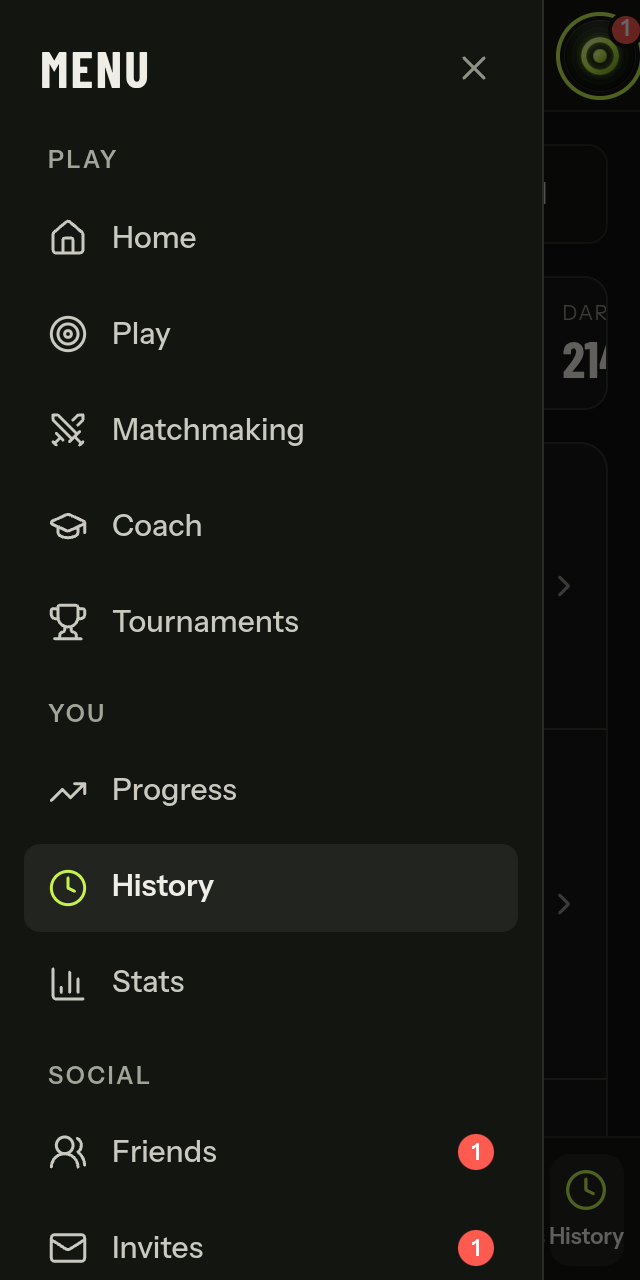 MENU
1
PLAY
Home
Play
Matchmaking
Coach
Tournaments
YOU
Progress
History
Stats
SOCIAL
Friends
1
Invites
1
History